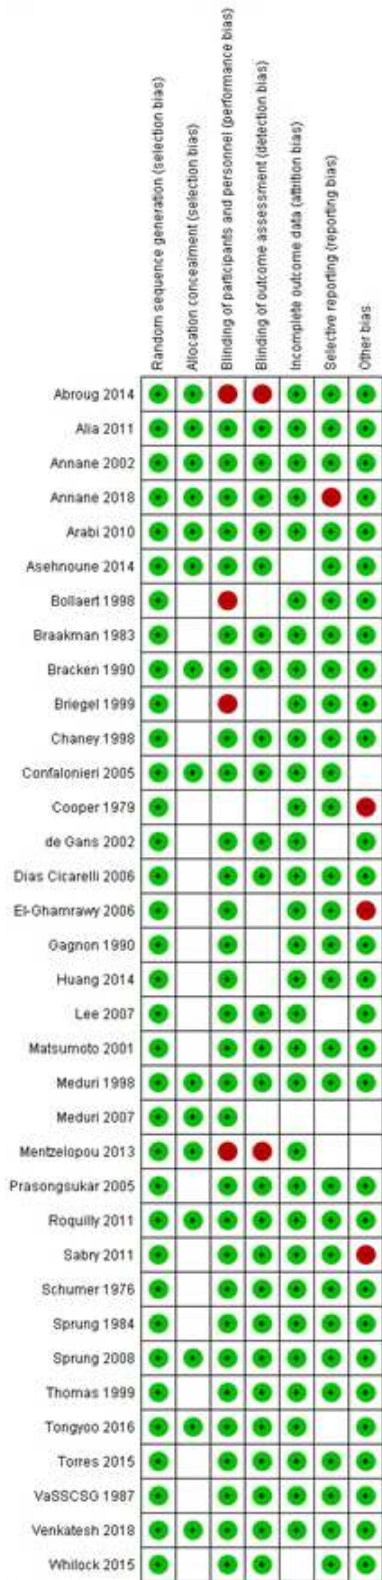 Random sequence generation (selection bias)
Allocation concealment (selection bias)
Blinding of participants and personnel (performance bias)
Blinding of outcome assessment (detection bias)
Incomplete outcome data (attrition bias)
Selective reporting (reporting bias)
Other bias
Abroug 2014
Alia 2011
Annane 2002
Annane 2018
Arabi 2010
Asehnoune 2014
Bollaert 1998
Braakman 1983
Bracken 1990
Briegel 1999
Chaney 1998
Confalonieri 2005
Cooper 1979
de Gans 2002
Dias Cicarelli 2006
El-Ghamrawy 2006
Gagnon 1990
Huang 2014
Lee 2007
Matsumoto 2001
Meduri 1998
Meduri 2007
Mentzelopou 2013
Prasongsukar 2005
Roquilly 2011
Sabry 2011
Schumer 1976
Sprung 1984
Sprung 2008
Thomas 1999
Tongyoo 2016
Torres 2015
VaSSCSG 1987
Venkatesh 2018
Whilock 2015